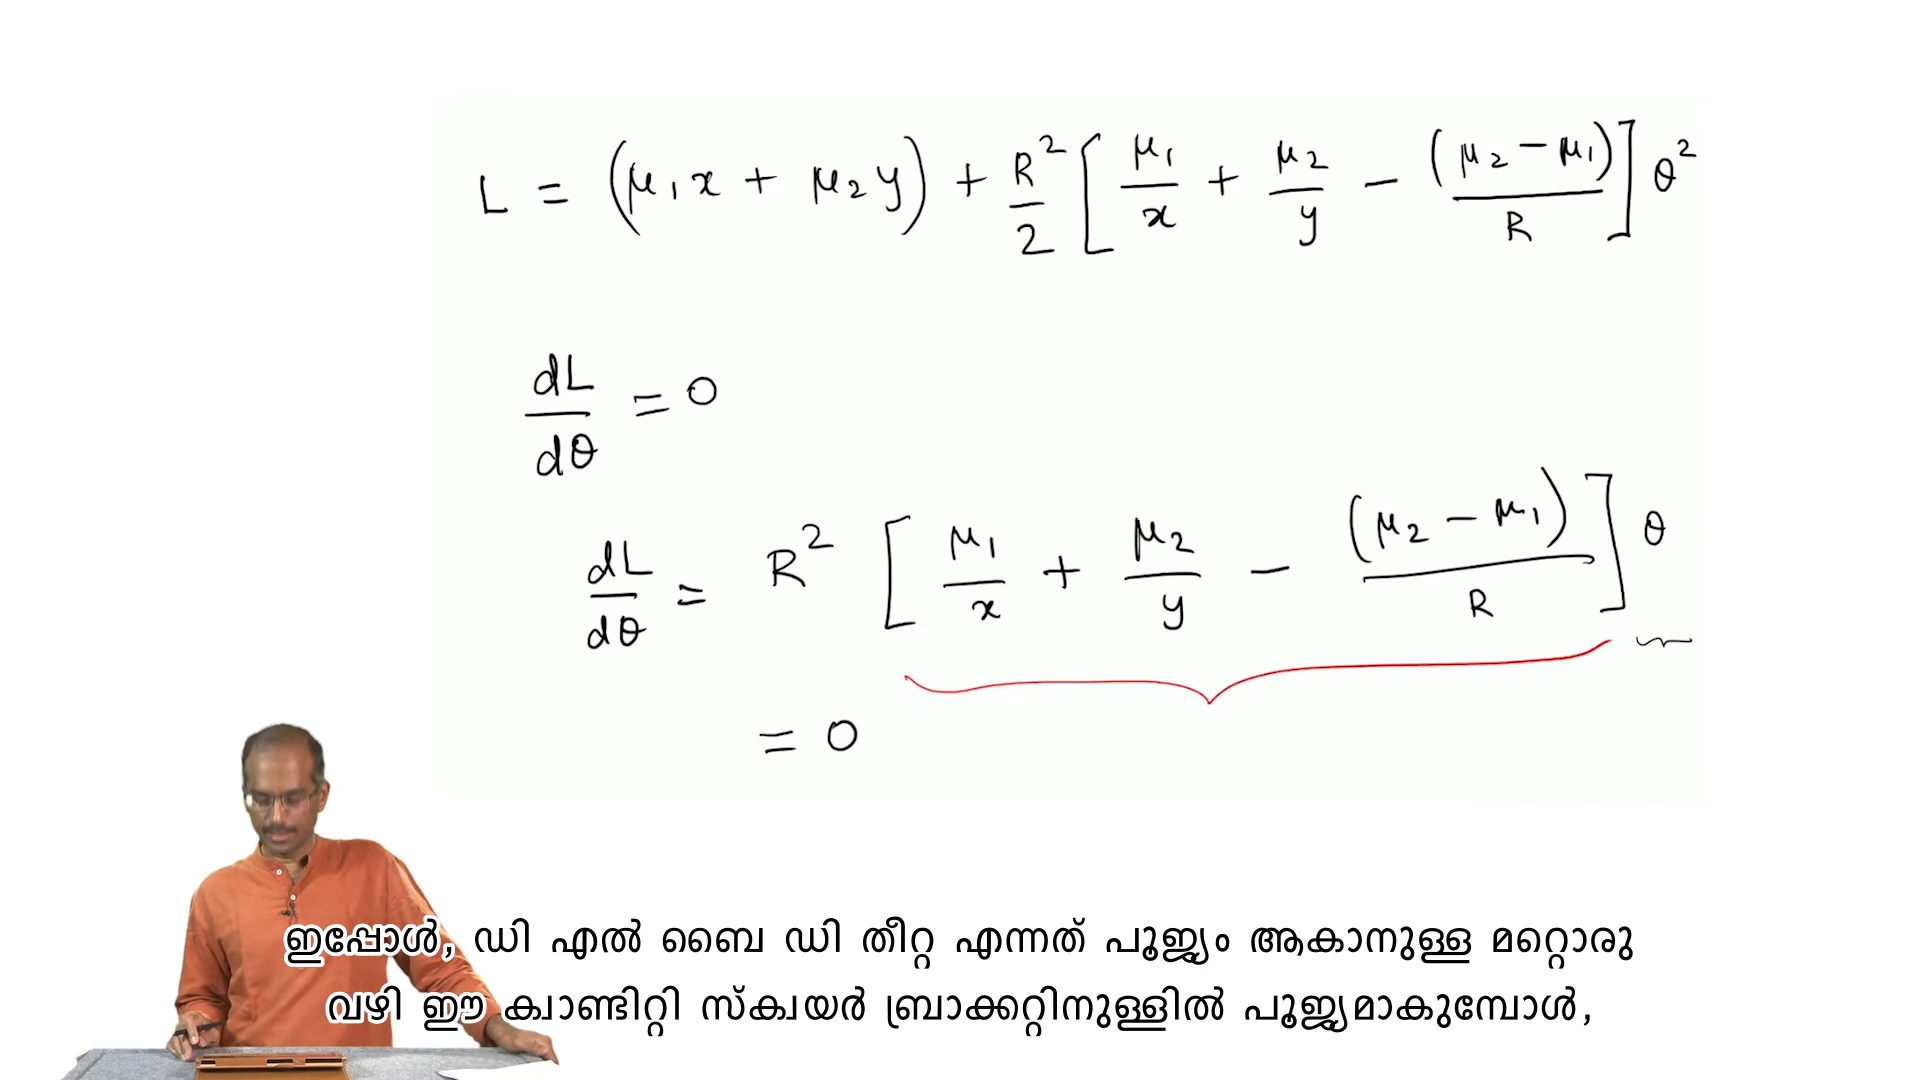 L = (μ₁x + μ₂y) + R²/2 [μ₁/x + μ₂/y − (μ₂ − μ₁)/R] θ²
dL/dθ = 0
dL/dθ = R² [μ₁/x + μ₂/y − (μ₂ − μ₁)/R] θ
= 0
ഇപ്പോൾ, ഡി എൽ ബൈ ഡി തീറ്റ എന്നത് പൂജ്യം ആകാനുള്ള മറ്റൊരു
വഴി ഈ ക്വാണ്ടിറ്റി സ്ക്വയർ ബ്രാക്കറ്റിനുള്ളിൽ പൂജ്യമാകുമ്പോൾ,